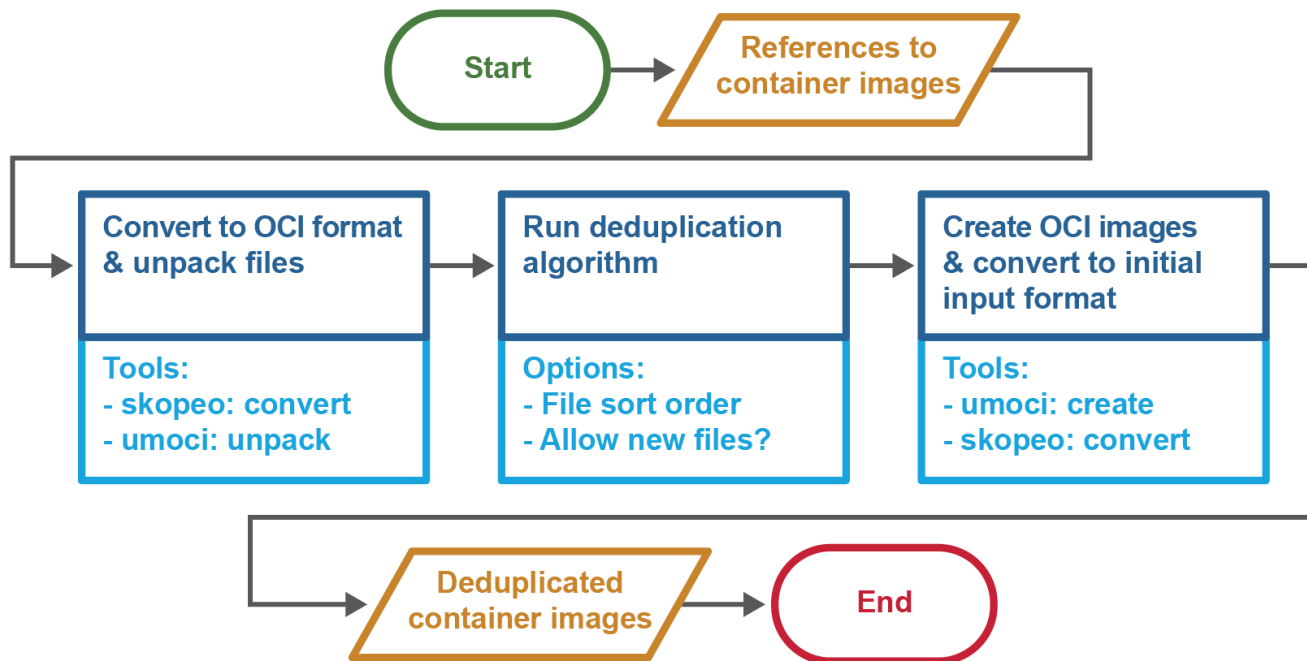 Start
References to
container images
Convert to OCI format
& unpack files
Tools:
- skopeo: convert
- umoci: unpack
Run deduplication
algorithm
Options:
- File sort order
- Allow new files?
Create OCI images
& convert to initial
input format
Tools:
- umoci: create
- skopeo: convert
Deduplicated
container images
End